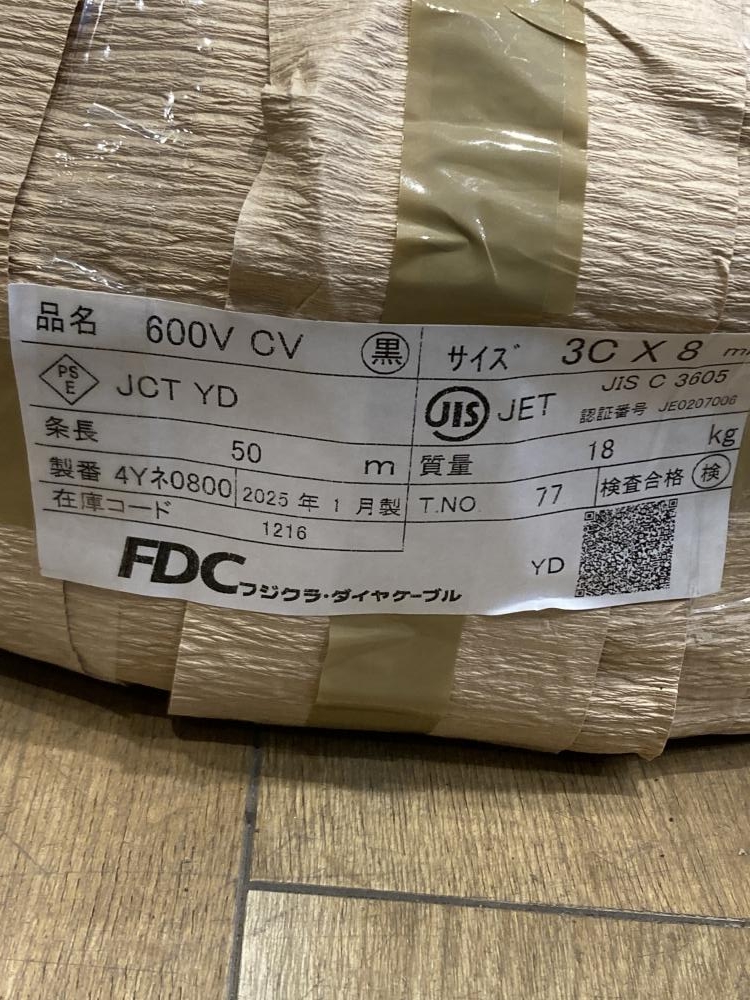 品名 600V CV 黒 サイズ 3C X 8
PS E JCT YD JIS JET JIS C 3605
認証番号 JE0207006
条長 50 m 質量 18 kg
製番 4Yネ0800 2025 年 1 月製 T.NO. 77 検査合格 検
在庫コード 1216
FDC フジクラ・ダイヤケーブル YD